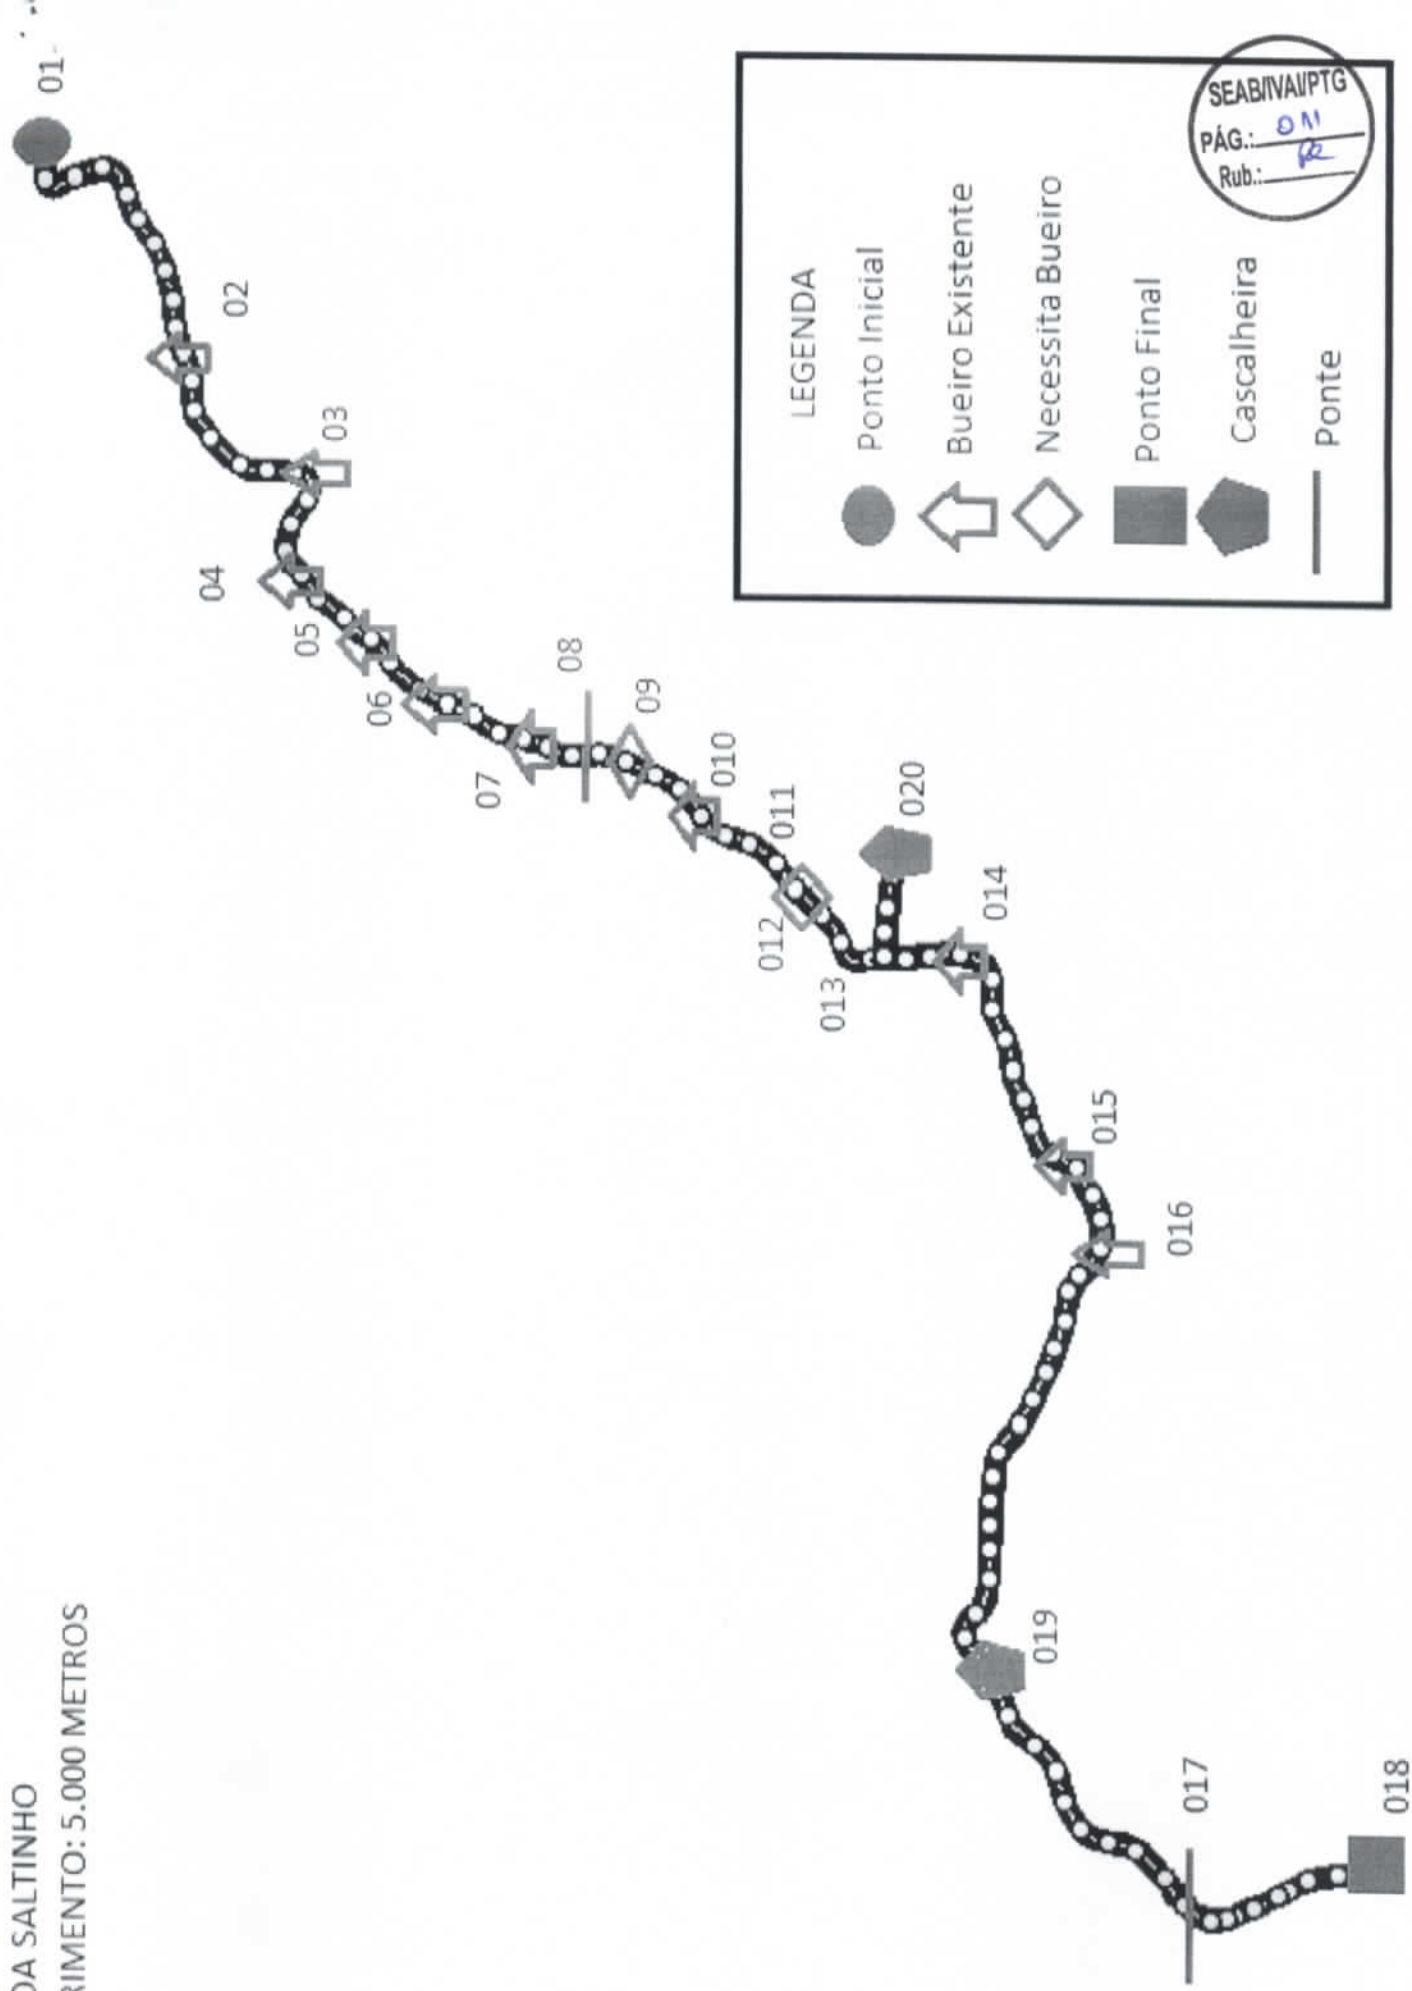 DA SALTINHO
RIMENTO: 5.000 METROS
01
02
03
04
05
06
07
08
09
010
011
012
013
020
014
015
016
019
017
018
LEGENDA
Ponto Inicial
Bueiro Existente
Necessita Bueiro
Ponto Final
Cascalheira
Ponte
SEAB/IVAI/PTG
PÁG.: 011
Rub.: